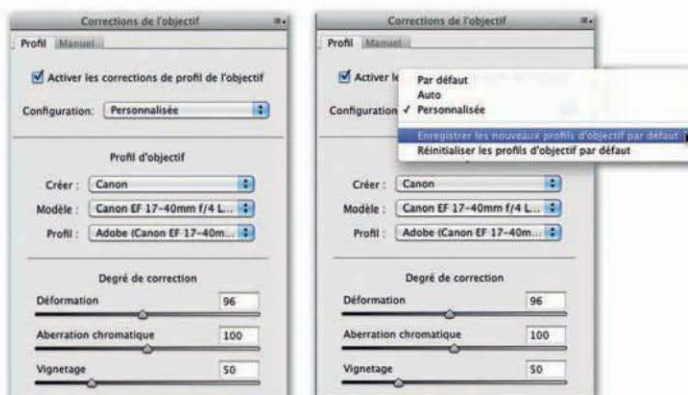 Corrections de l'objectif
Profil Manuel
Activer les corrections de profil de l'objectif
Configuration: Personnalisée
Profil d'objectif
Créer : Canon
Modèle : Canon EF 17-40mm f/4 L...
Profil : Adobe (Canon EF 17-40m...
Degré de correction
Déformation 96
Aberration chromatique 100
Vignetage 50
Corrections de l'objectif
Profil Manuel
Activer le
Configuration
Par défaut
Auto
✓ Personnalisée
Enregistrer les nouveaux profils d'objectif par défaut
Réinitialiser les profils d'objectif par défaut
Créer : Canon
Modèle : Canon EF 17-40mm f/4 L...
Profil : Adobe (Canon EF 17-40m...
Degré de correction
Déformation 96
Aberration chromatique 100
Vignetage 50